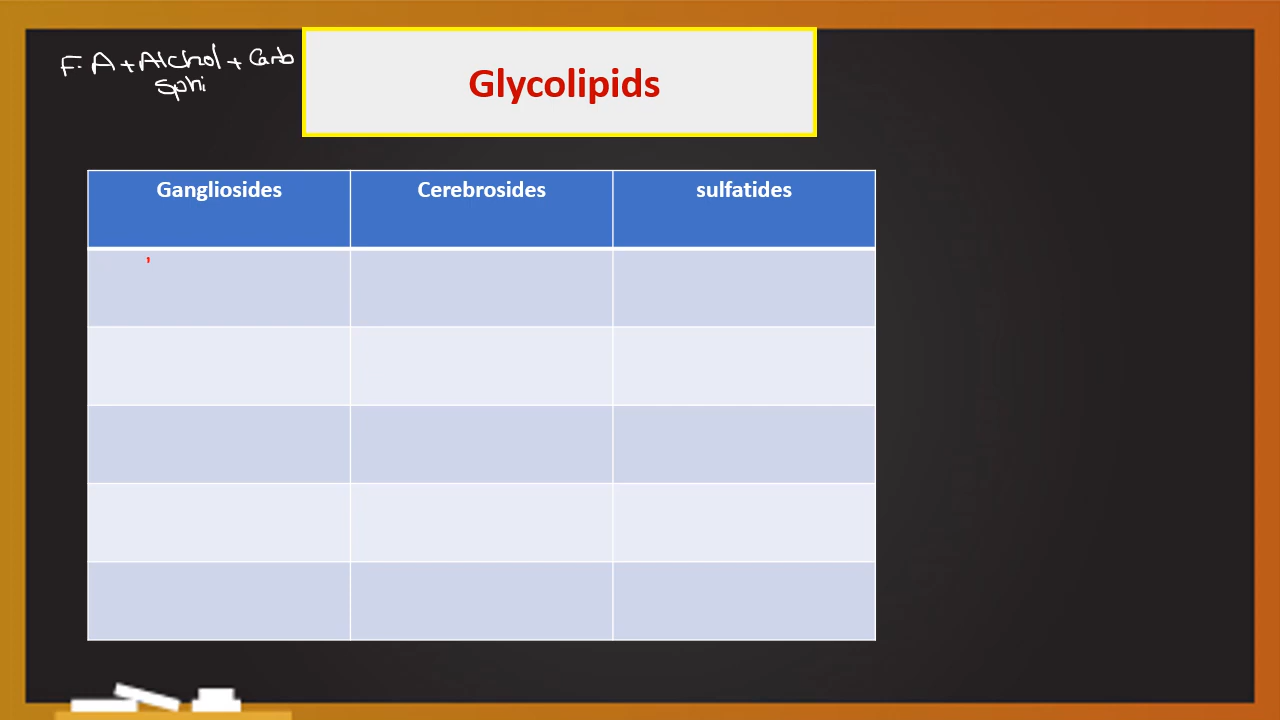 F. A + Alchol + Carb
Sphi
Glycolipids
Gangliosides Cerebrosides sulfatides